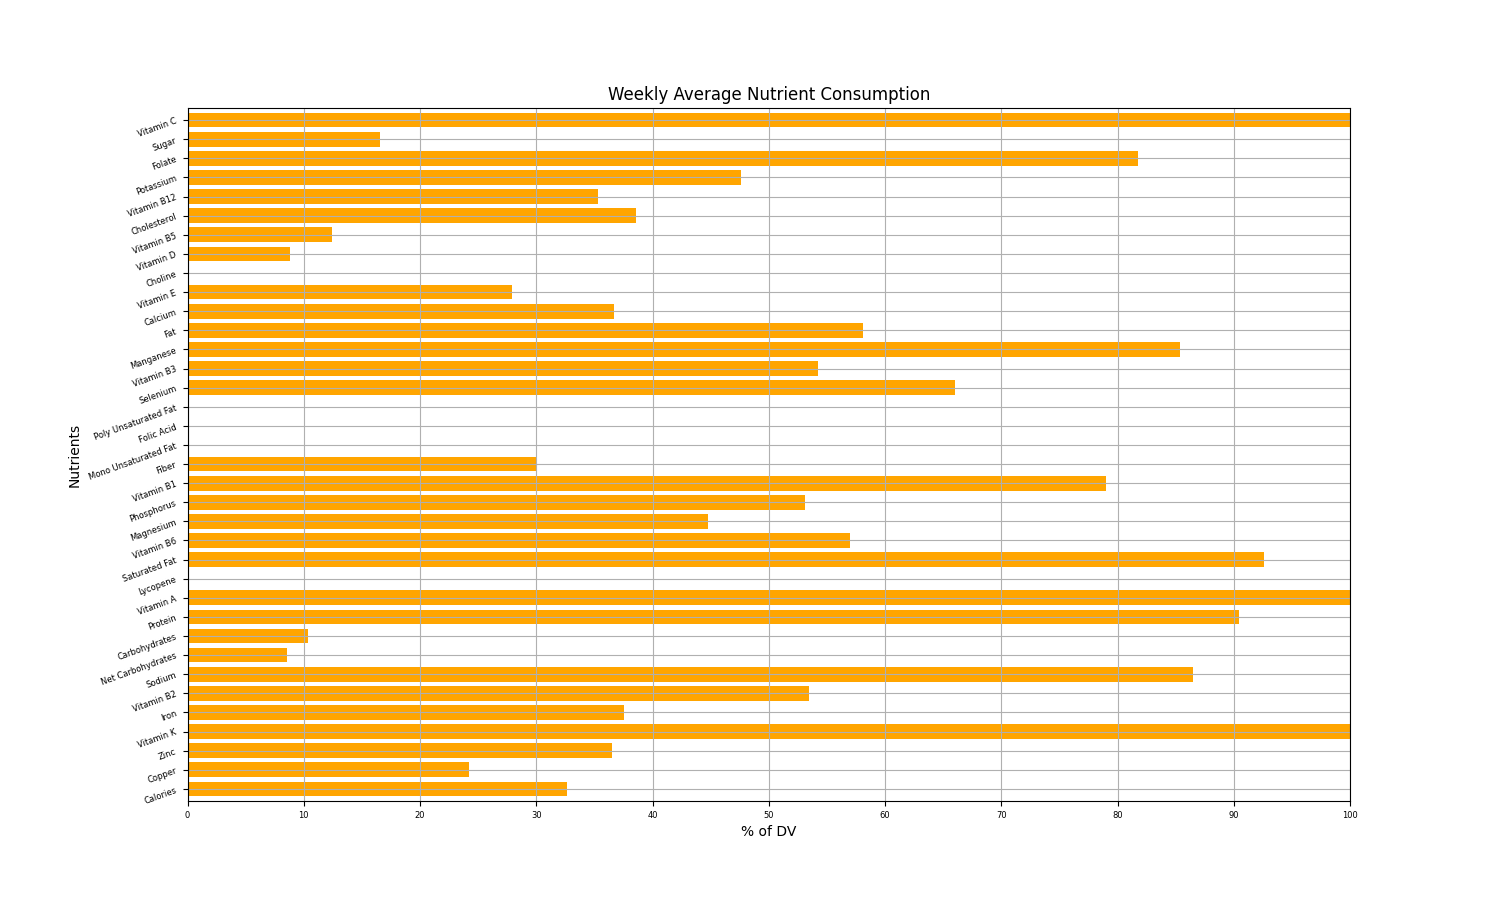 Weekly Average Nutrient Consumption
Vitamin C
Sugar
Folate
Potassium
Vitamin B12
Cholesterol
Vitamin B5
Vitamin D
Choline
Vitamin E
Calcium
Fat
Manganese
Vitamin B3
Selenium
Poly Unsaturated Fat
Folic Acid
Mono Unsaturated Fat
Fiber
Vitamin B1
Phosphorus
Magnesium
Vitamin B6
Saturated Fat
Lycopene
Vitamin A
Protein
Carbohydrates
Net Carbohydrates
Sodium
Vitamin B2
Iron
Vitamin K
Zinc
Copper
Calories
Nutrients
0 10 20 30 40 50 60 70 80 90 100
% of DV